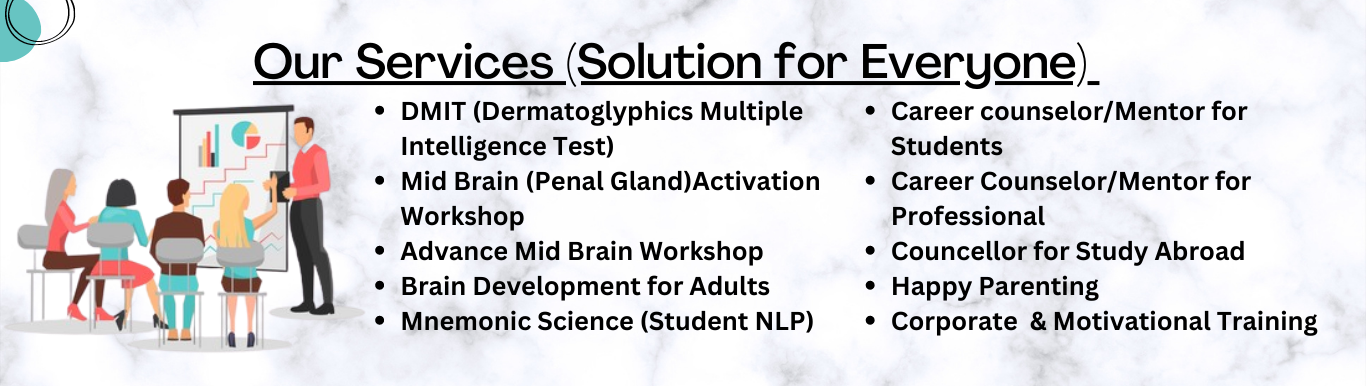 Our Services (Solution for Everyone)
• DMIT (Dermatoglyphics Multiple
Intelligence Test)
• Mid Brain (Penal Gland)Activation
Workshop
• Advance Mid Brain Workshop
• Brain Development for Adults
• Mnemonic Science (Student NLP)
• Career counselor/Mentor for
Students
• Career Counselor/Mentor for
Professional
• Councellor for Study Abroad
• Happy Parenting
• Corporate  & Motivational Training